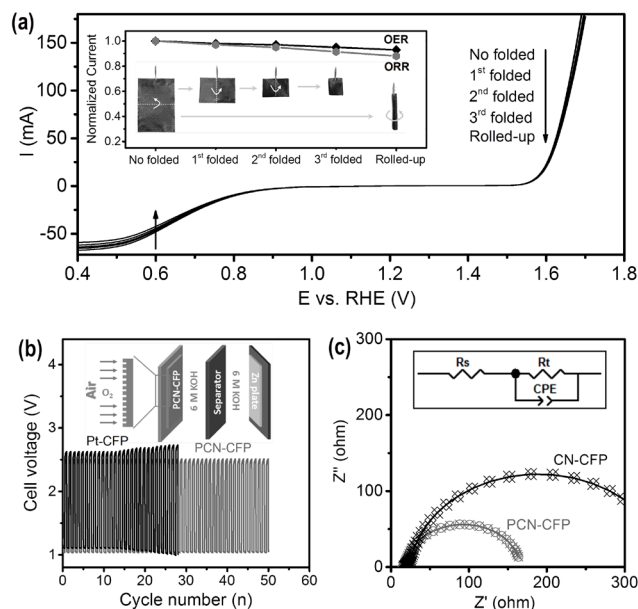 (a)
150
100
50
0
-50
I (mA)
0.4
0.6
0.8
1.0
1.2
1.4
1.6
1.8
E vs. RHE (V)
Normalized Current
1.0
0.8
0.6
0.4
0.2
OER
ORR
No folded
1st folded
2nd folded
3rd folded
Rolled-up
No folded
1st folded
2nd folded
3rd folded
Rolled-up
(b)
Cell voltage (V)
4
3
2
1
0
10
20
30
40
50
60
Cycle number (n)
Air
O2
PCN-CFP
6 M KOH
Separator
6 M KOH
Zn plate
Pt-CFP
PCN-CFP
(c)
Z'' (ohm)
300
200
100
0
0
100
200
300
Z' (ohm)
Rs
Rt
CPE
CN-CFP
PCN-CFP